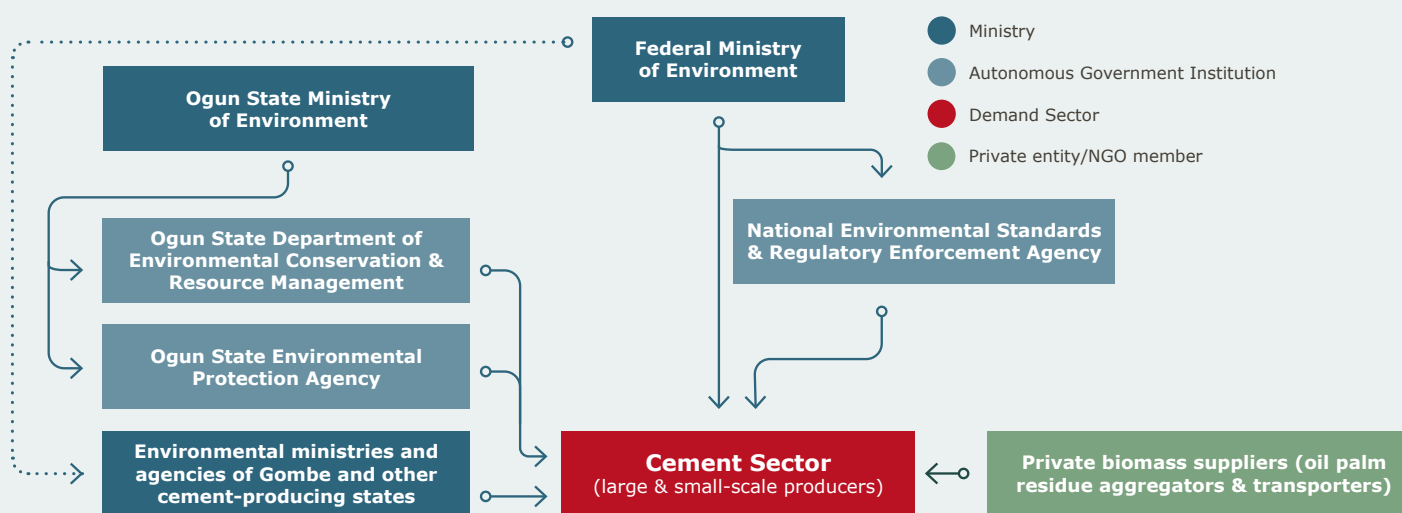 Federal Ministry
of Environment
Ministry
Autonomous Government Institution
Demand Sector
Private entity/NGO member
Ogun State Ministry
of Environment
National Environmental Standards
& Regulatory Enforcement Agency
Ogun State Department of
Environmental Conservation &
Resource Management
Ogun State Environmental
Protection Agency
Environmental ministries and
agencies of Gombe and other
cement-producing states
Cement Sector
(large & small-scale producers)
Private biomass suppliers (oil palm
residue aggregators & transporters)